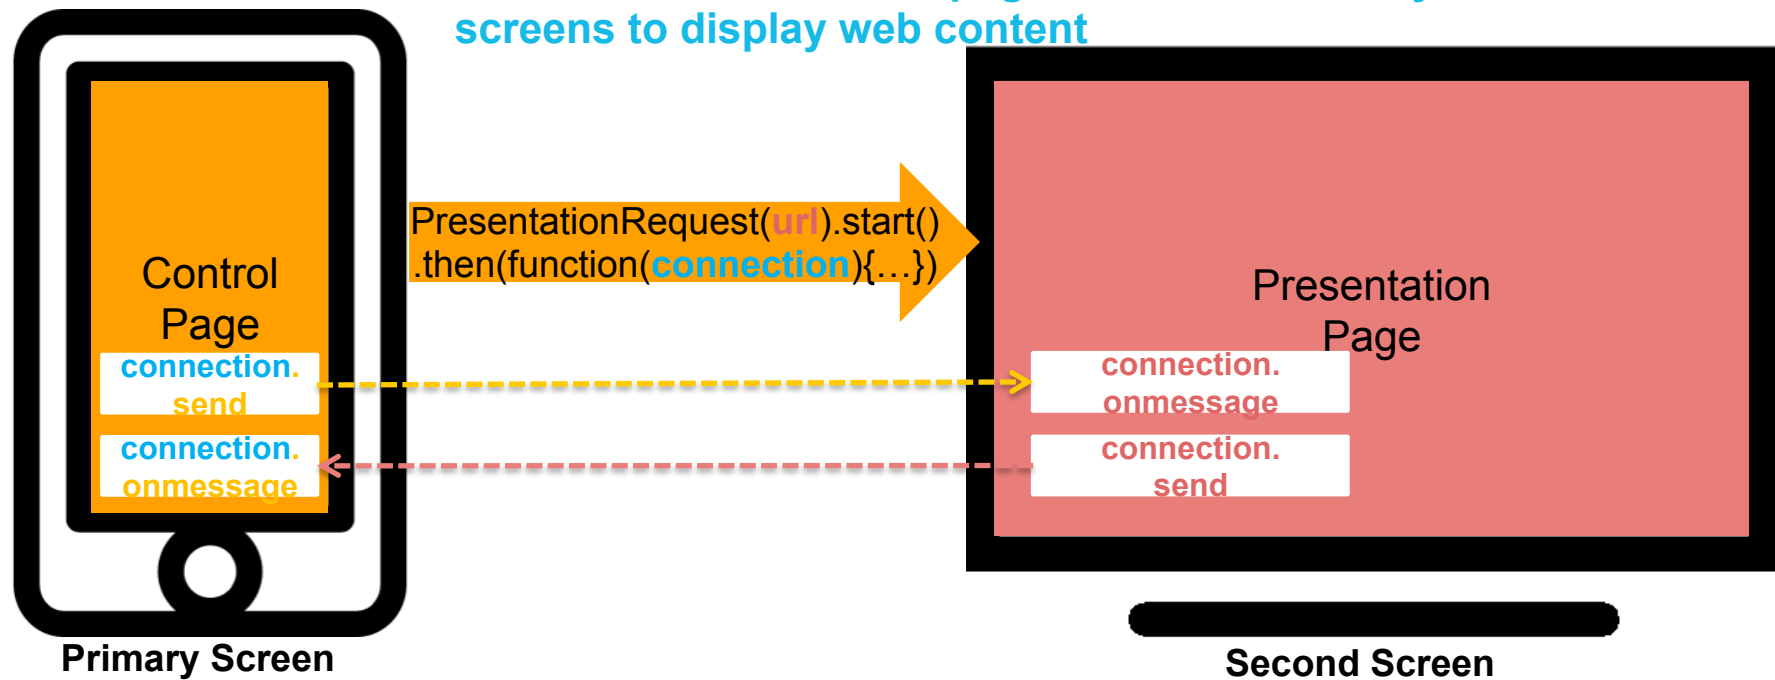 screens to display web content
PresentationRequest(url).start()
.then(function(connection){…})
Control
Page
connection.
send
connection.
onmessage
Presentation
Page
connection.
onmessage
connection.
send
Primary Screen
Second Screen